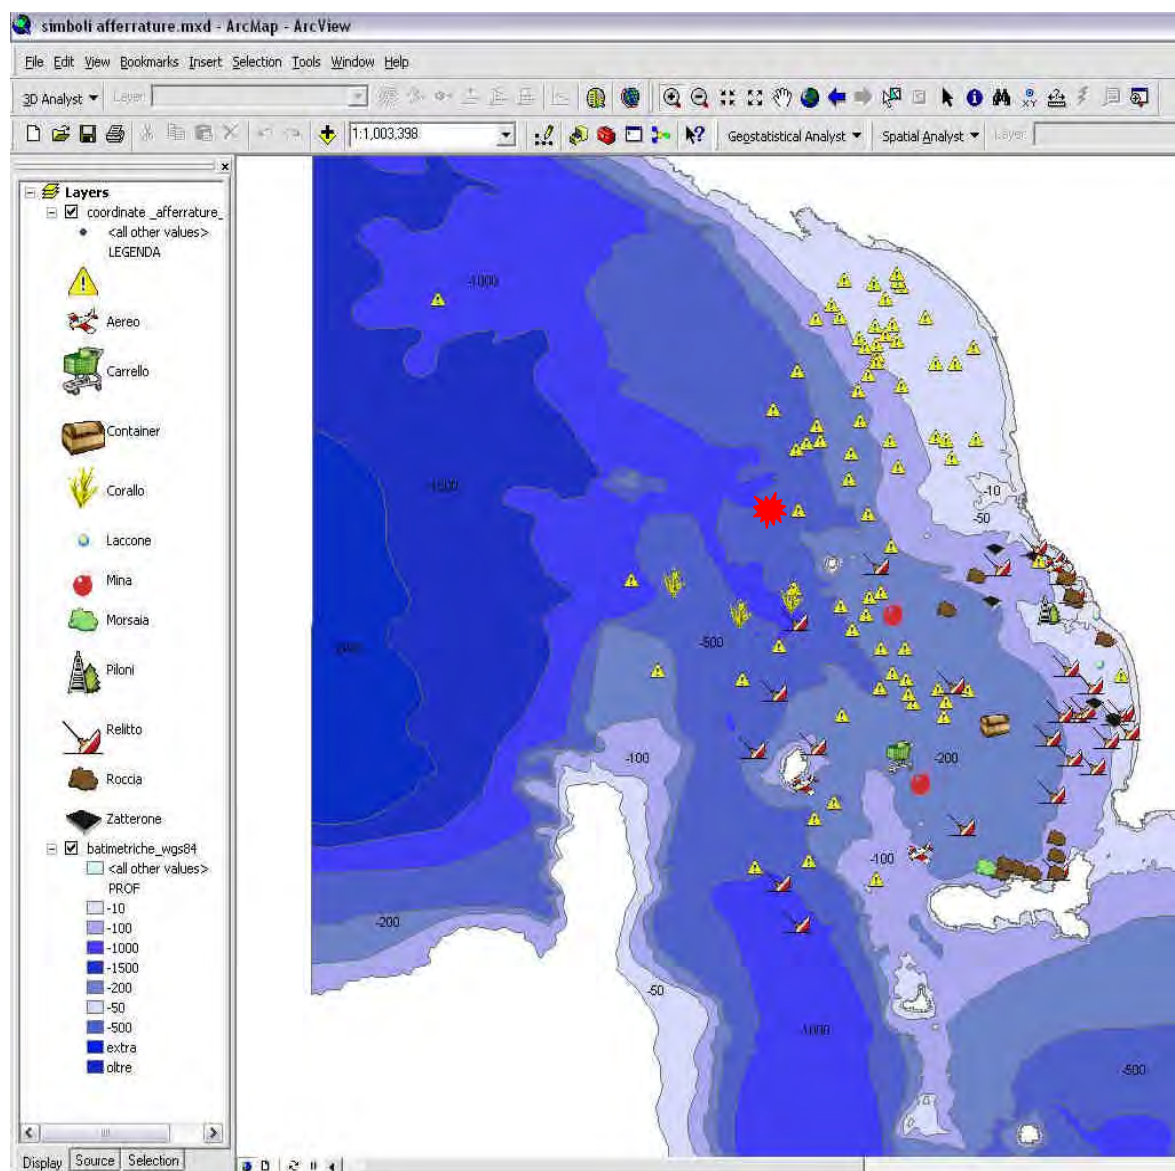 simboli afferrature.mxd - ArcMap - ArcView
File Edit View Bookmarks Insert Selection Tools Window Help
3D Analyst Layer:
1:1,003,398 Geostatistical Analyst Spatial Analyst Layer:
Layers
coordinate _afferrature_
<all other values>
LEGENDA
Aereo
Carrello
Container
Corallo
Laccone
Mina
Morsaia
Piloni
Relitto
Roccia
Zatterone
batimetriche_wgs84
<all other values>
PROF
-10
-100
-1000
-1500
-200
-50
-500
extra
oltre
Display Source Selection
-1000
-1500
-10
-50
-500
-100
-200
-100
-200
-50
-1000
-500